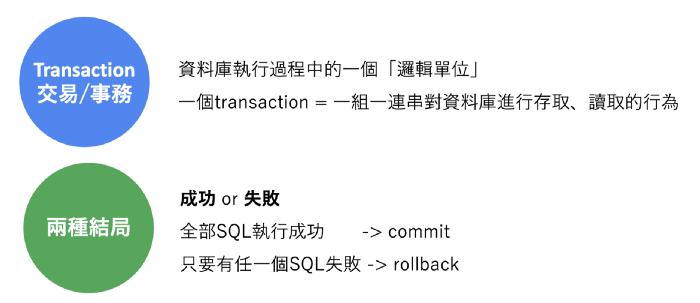 Transaction
交易/事務
資料庫執行過程中的一個「邏輯單位」
一個transaction = 一組一連串對資料庫進行存取、讀取的行為
兩種結局
成功 or 失敗
全部SQL執行成功 -> commit
只要有任一個SQL失敗 -> rollback